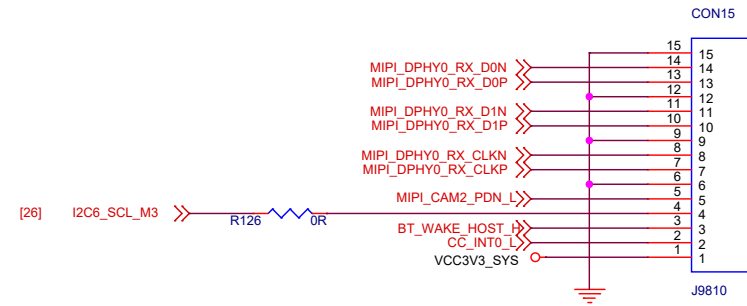 CON15
15 15
MIPI_DPHY0_RX_D0N 14 14
MIPI_DPHY0_RX_D0P 13 13
12 12
MIPI_DPHY0_RX_D1N 11 11
MIPI_DPHY0_RX_D1P 10 10
9 9
MIPI_DPHY0_RX_CLKN 8 8
MIPI_DPHY0_RX_CLKP 7 7
6 6
MIPI_CAM2_PDN_L 5 5
[26] I2C6_SCL_M3 R126 0R 4 4
BT_WAKE_HOST_H 3 3
CC_INT0_L 2 2
VCC3V3_SYS 1 1
J9810